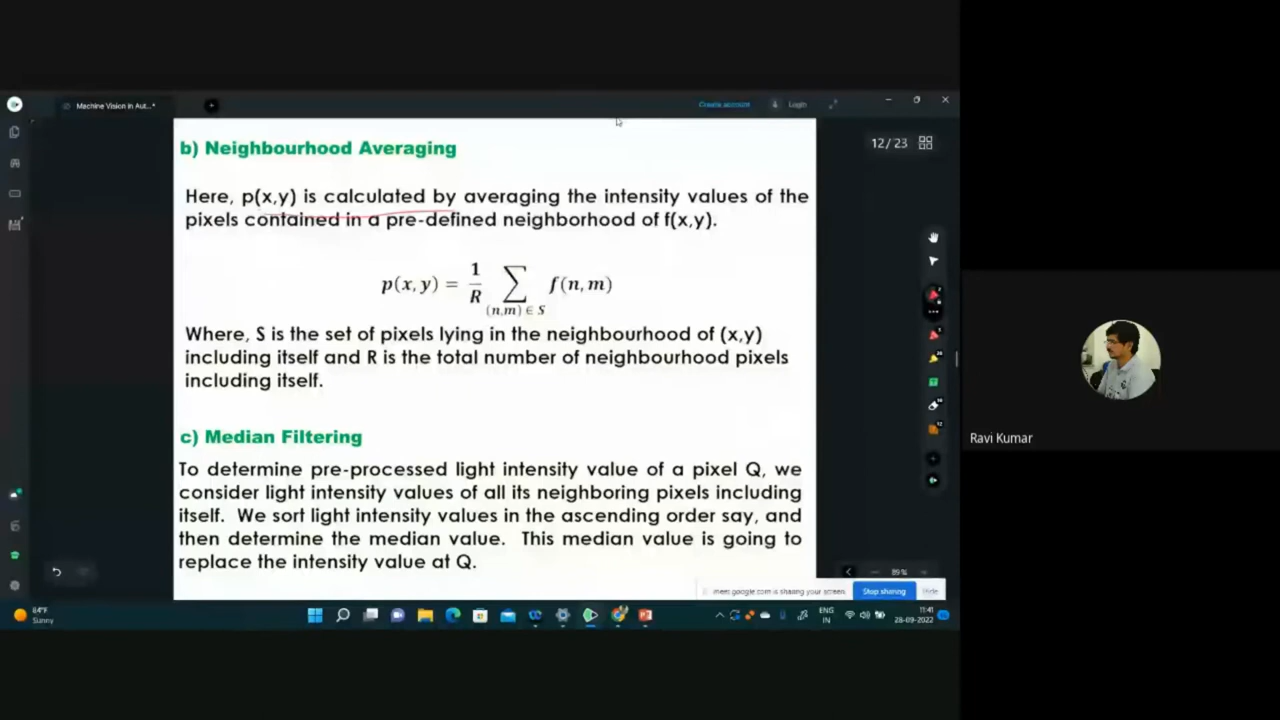 Machine Vision in Aut...*
Create account
Login
12/23
b) Neighbourhood Averaging
Here, p(x,y) is calculated by averaging the intensity values of the
pixels contained in a pre-defined neighborhood of f(x,y).
p(x, y) = 1/R ∑ (n,m) ∈ S f(n, m)
Where, S is the set of pixels lying in the neighbourhood of (x,y)
including itself and R is the total number of neighbourhood pixels
including itself.
c) Median Filtering
To determine pre-processed light intensity value of a pixel Q, we
consider light intensity values of all its neighboring pixels including
itself. We sort light intensity values in the ascending order say, and
then determine the median value. This median value is going to
replace the intensity value at Q.
Ravi Kumar
89%
meet.google.com is sharing your screen.
Stop sharing
Hide
84°F
Sunny
ENG
IN
11:41
28-09-2022